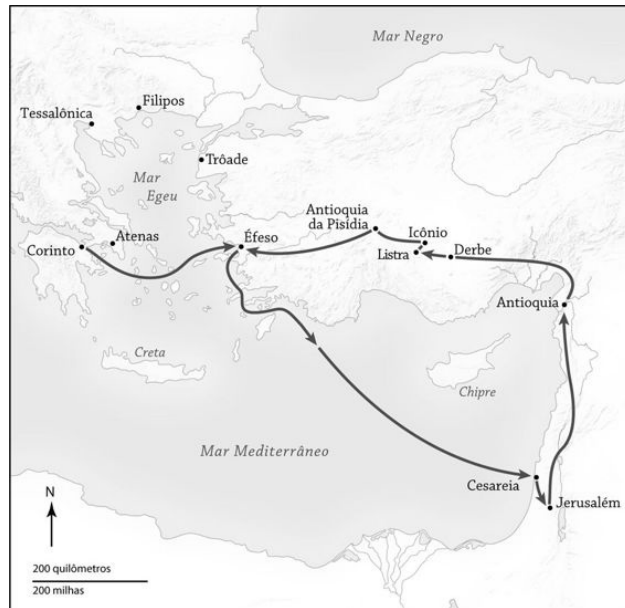 Mar Negro
Filipos
Tessalônica
Trôade
Mar
Egeu
Antioquia
da Pisídia
Icônio
Atenas
Éfeso
Corinto
Listra
Derbe
Antioquia
Creta
Chipre
Mar Mediterrâneo
Cesareia
N
Jerusalém
200 quilômetros
200 milhas